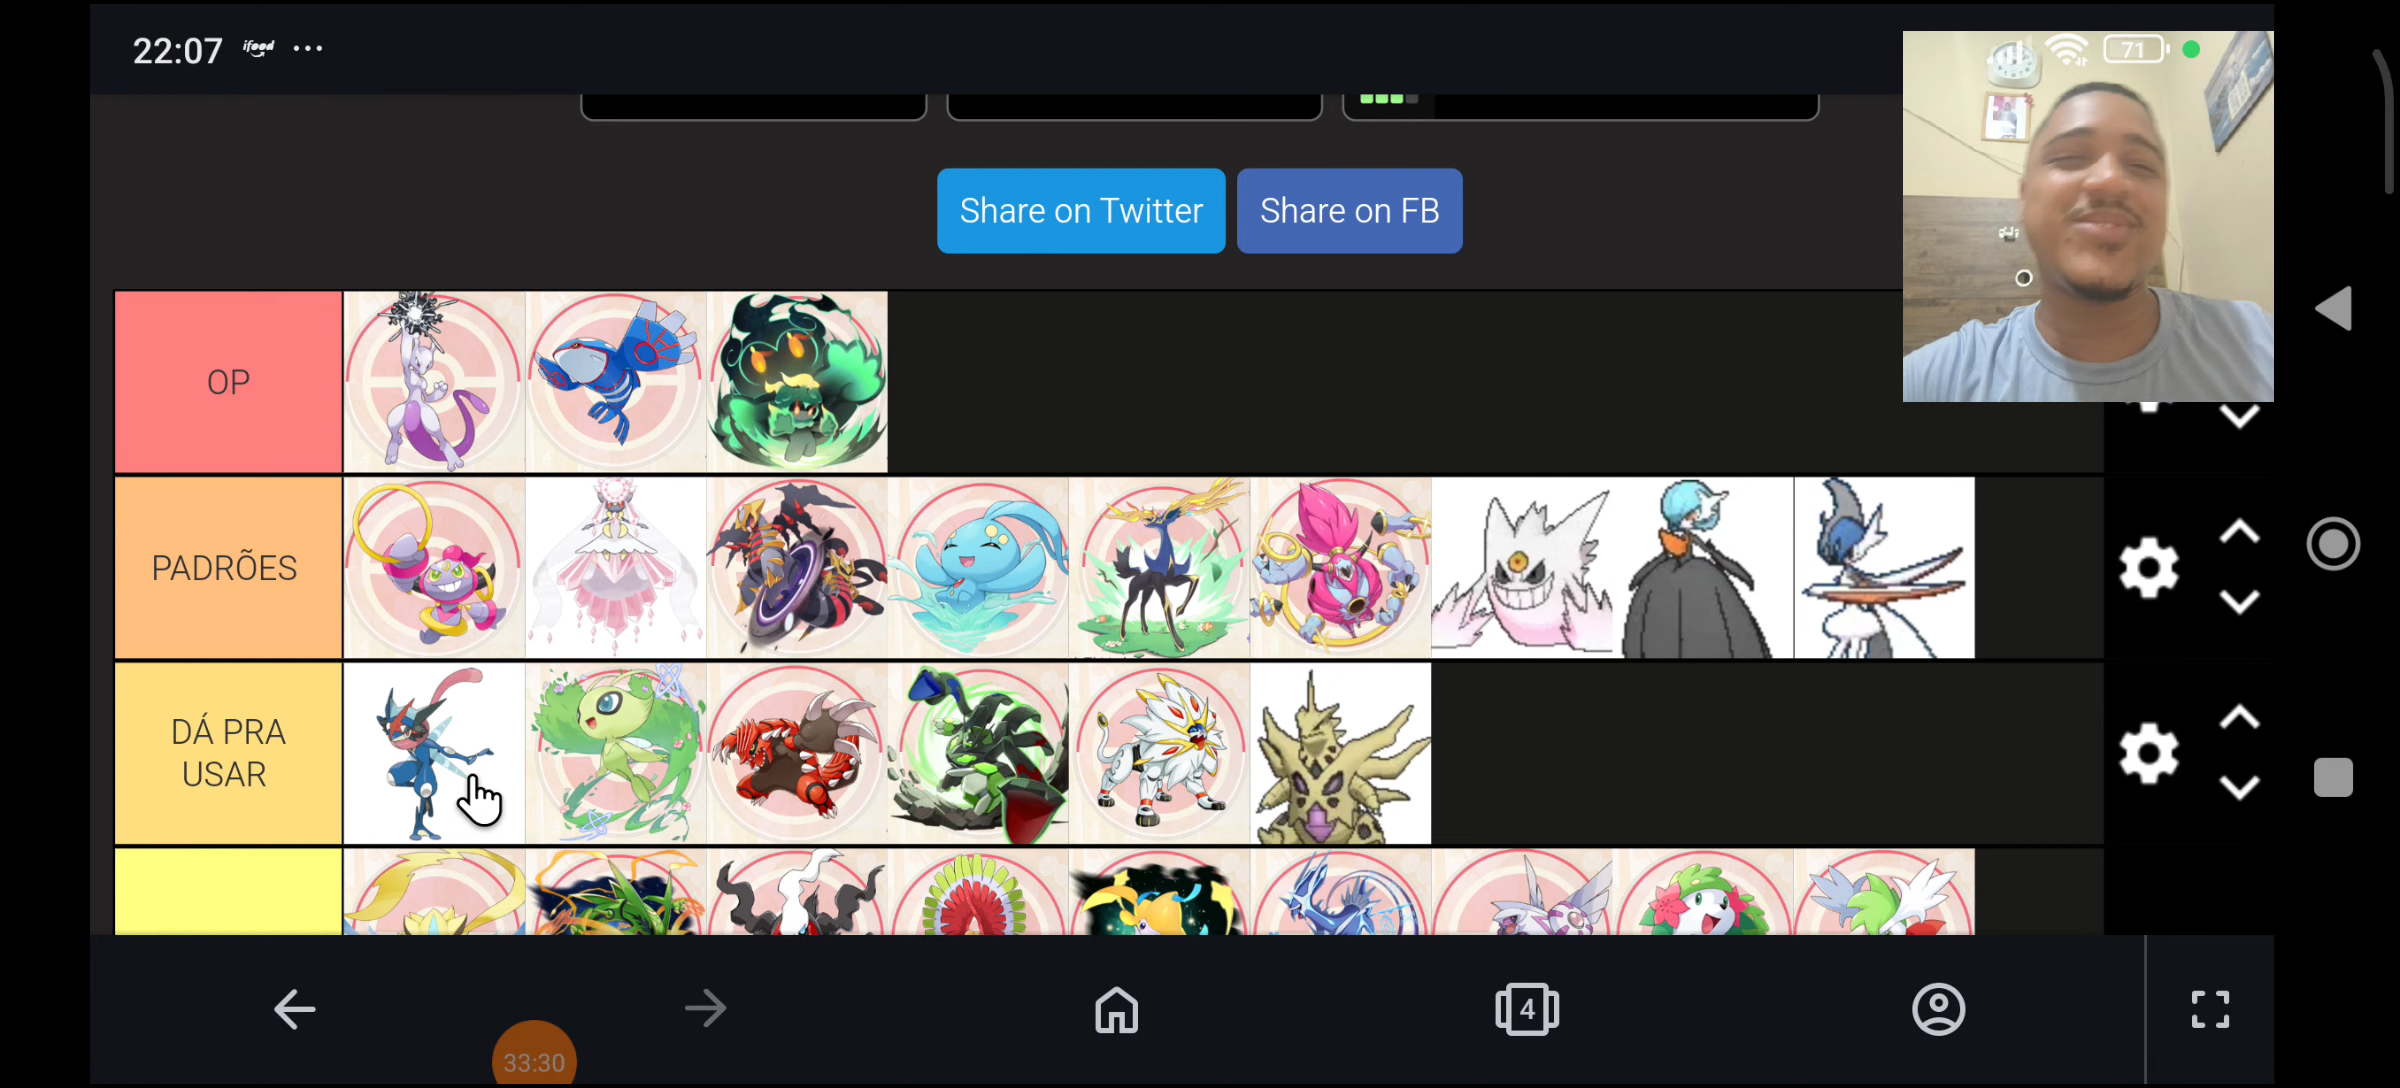 22:07 ifood ...
71
Share on Twitter Share on FB
OP
PADRÕES
DÁ PRA
USAR
4
33:30